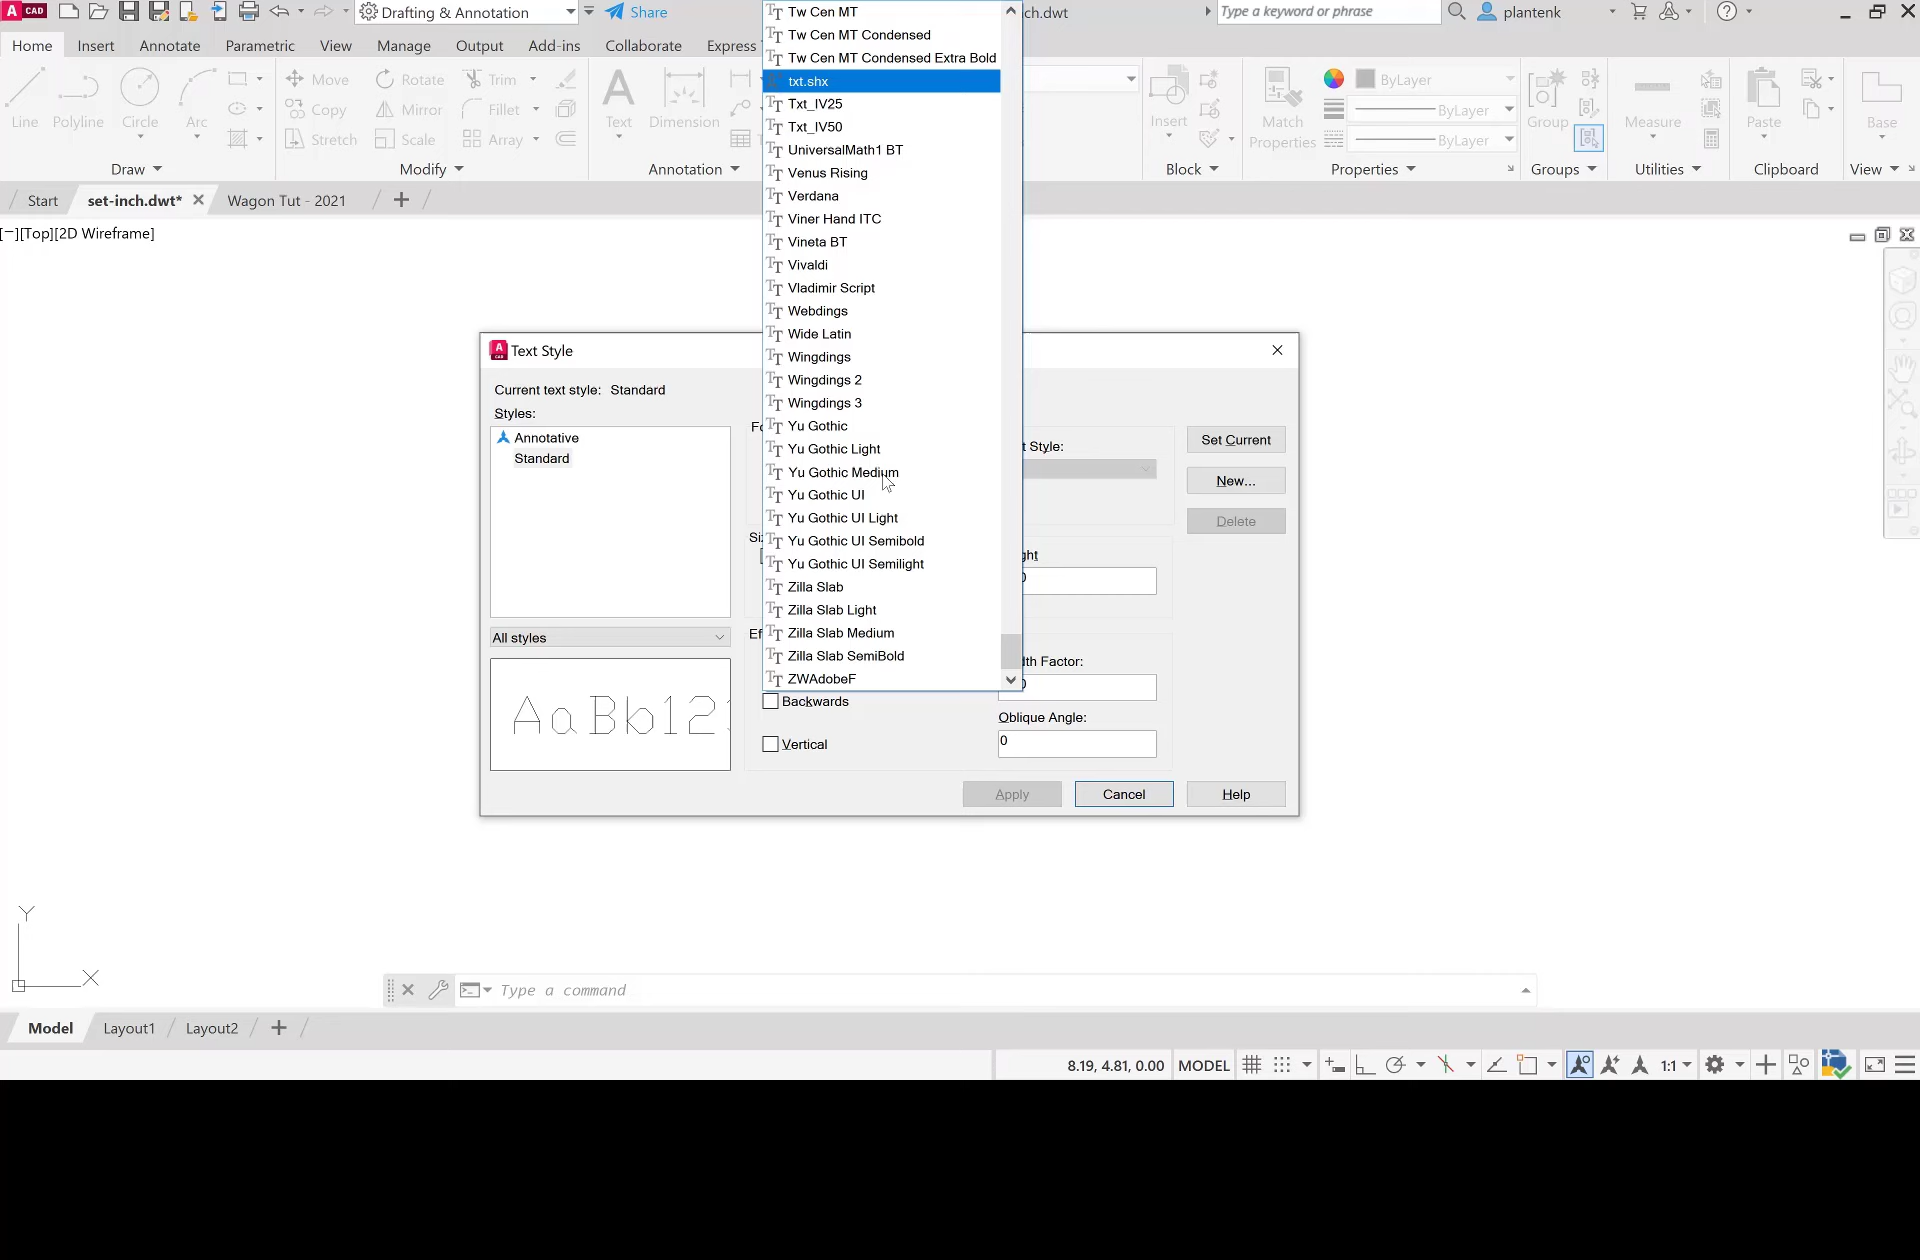 A CAD
Drafting & Annotation
Share
ch.dwt
Type a keyword or phrase
plantenk
Home
Insert
Annotate
Parametric
View
Manage
Output
Add-ins
Collaborate
Express
Line
Polyline
Circle
Arc
Move
Rotate
Trim
Copy
Mirror
Fillet
Stretch
Scale
Array
Text
Dimension
Insert
Match
Properties
ByLayer
ByLayer
ByLayer
Group
Measure
Paste
Base
Draw
Modify
Annotation
Block
Properties
Groups
Utilities
Clipboard
View
Start
set-inch.dwt*
Wagon Tut - 2021
[−][Top][2D Wireframe]
Tw Cen MT
Tw Cen MT Condensed
Tw Cen MT Condensed Extra Bold
txt.shx
Txt_IV25
Txt_IV50
UniversalMath1 BT
Venus Rising
Verdana
Viner Hand ITC
Vineta BT
Vivaldi
Vladimir Script
Webdings
Wide Latin
Wingdings
Wingdings 2
Wingdings 3
Yu Gothic
Yu Gothic Light
Yu Gothic Medium
Yu Gothic UI
Yu Gothic UI Light
Yu Gothic UI Semibold
Yu Gothic UI Semilight
Zilla Slab
Zilla Slab Light
Zilla Slab Medium
Zilla Slab SemiBold
ZWAdobeF
Text Style
Current text style: Standard
Styles:
Annotative
Standard
All styles
AaBb12
Fo
t Style:
Siz
ght
0
Ef
dth Factor:
0
Backwards
Oblique Angle:
0
Vertical
Set Current
New...
Delete
Apply
Cancel
Help
Y
X
Type a command
Model
Layout1
Layout2
8.19, 4.81, 0.00
MODEL
1:1